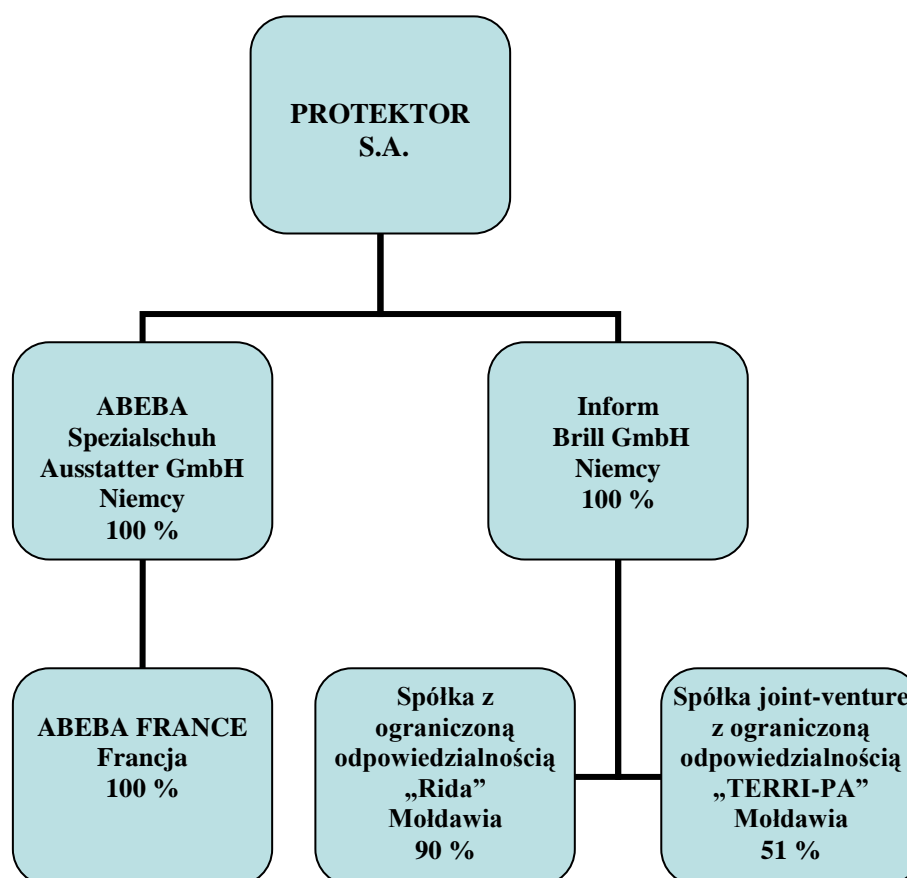 PROTEKTOR
S.A.
ABEBA
Spezialschuh
Ausstatter GmbH
Niemcy
100 %
Inform
Brill GmbH
Niemcy
100 %
ABEBA FRANCE
Francja
100 %
Spółka z
ograniczoną
odpowiedzialnością
„Rida”
Mołdawia
90 %
Spółka joint-venture
z ograniczoną
odpowiedzialnością
„TERRI-PA”
Mołdawia
51 %